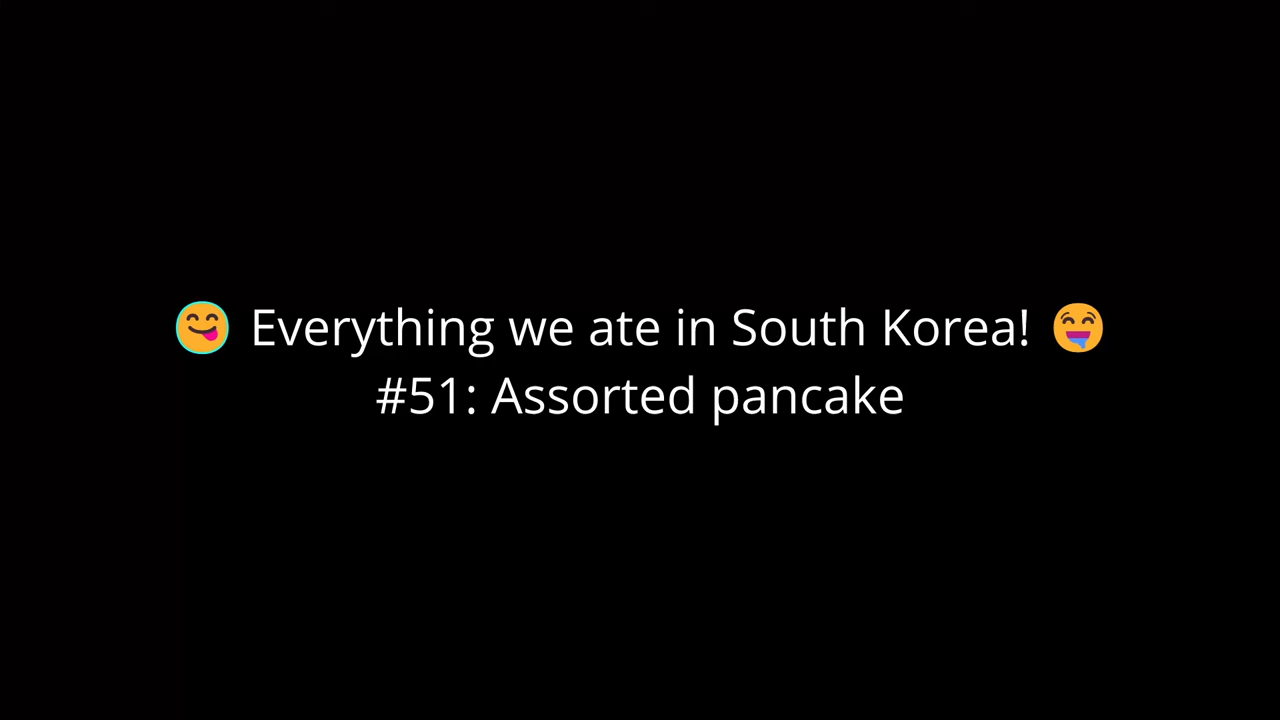 😋 Everything we ate in South Korea! 🤤
#51: Assorted pancake